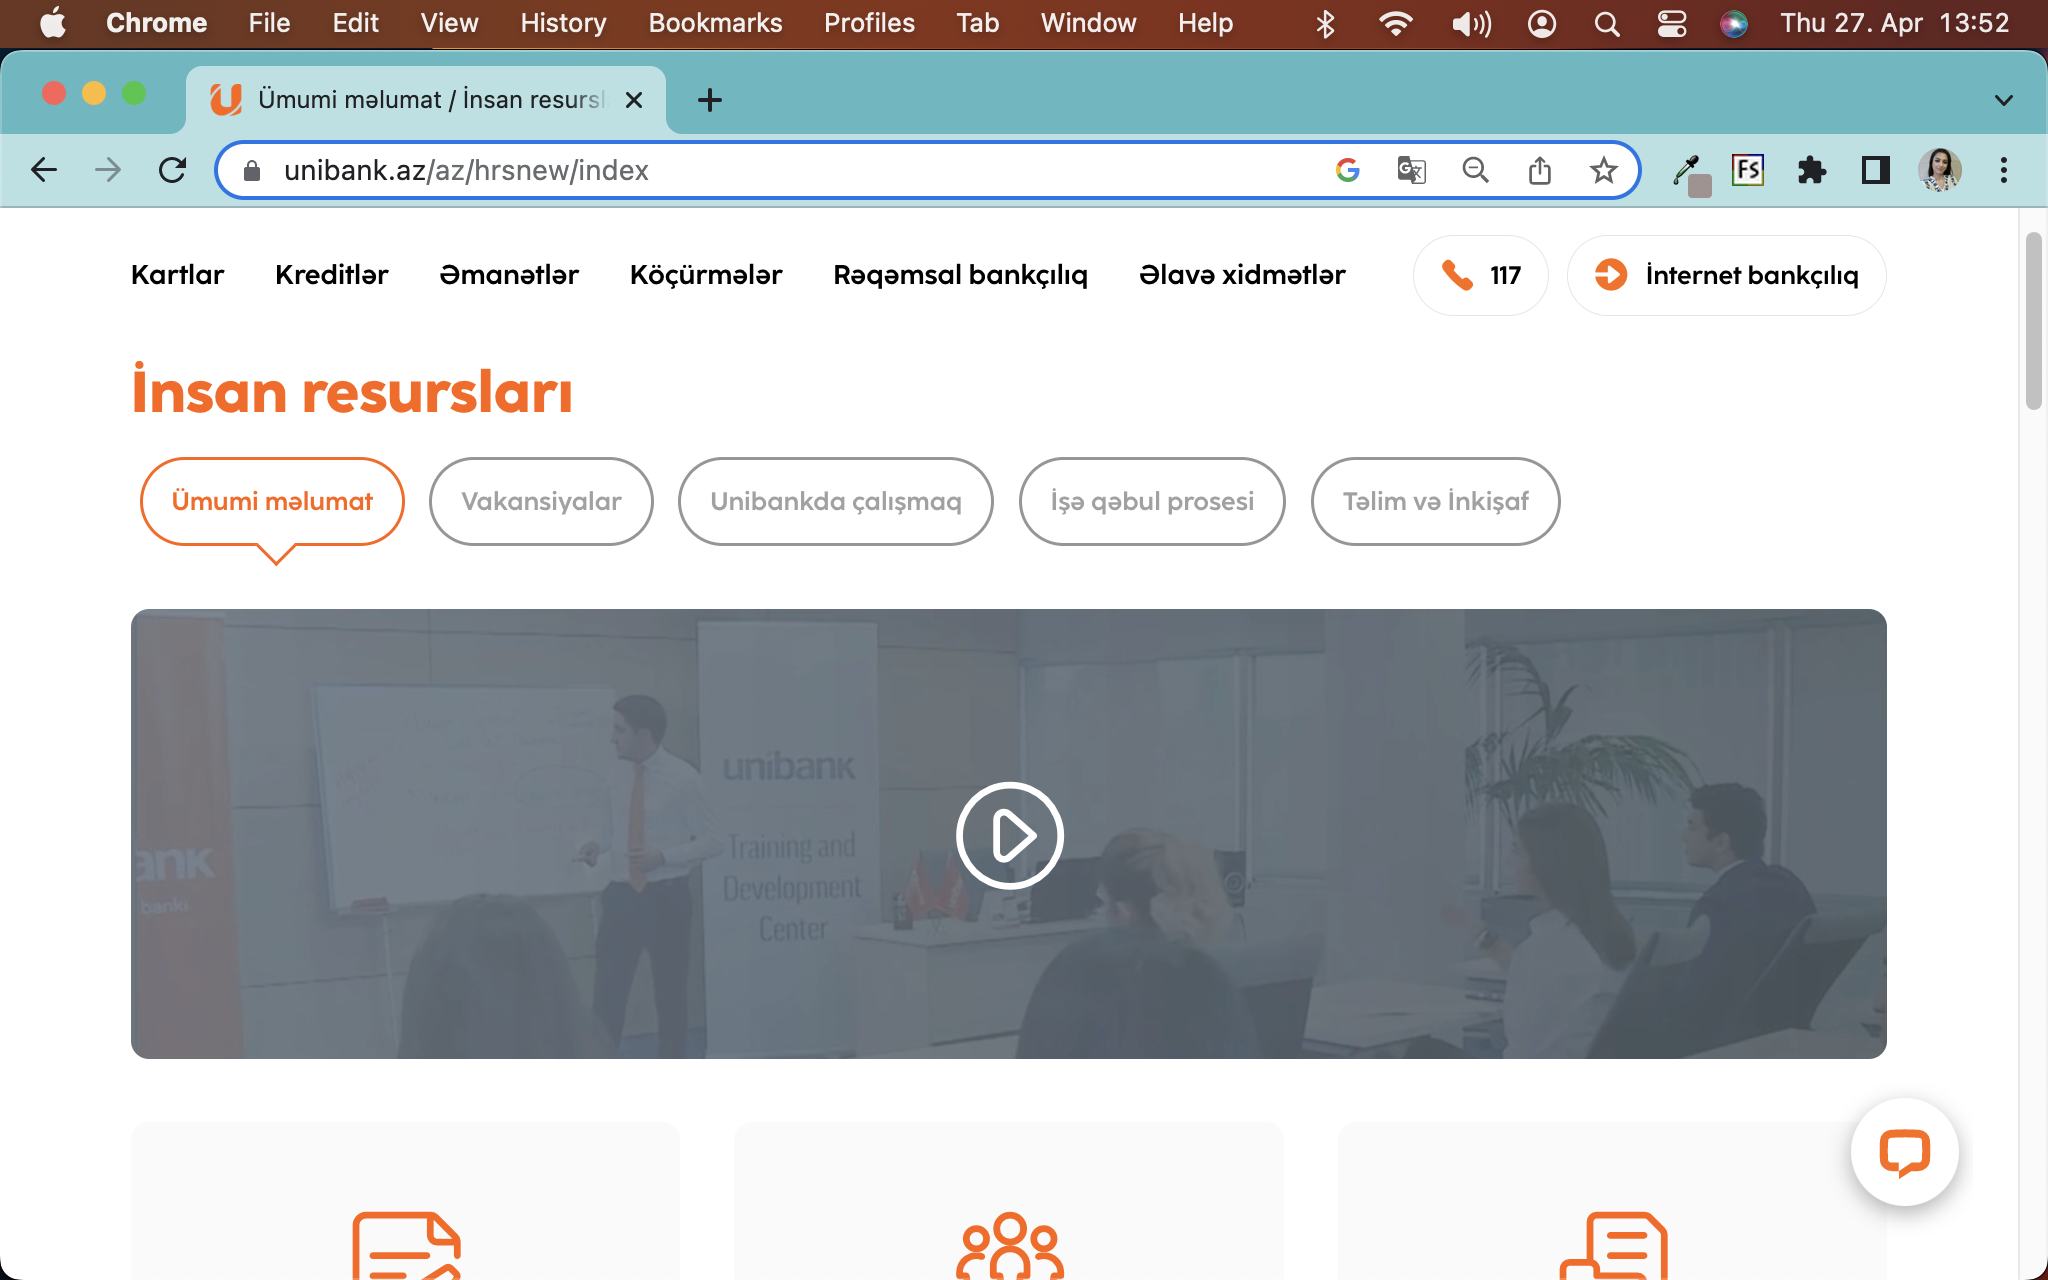 Chrome File Edit View History Bookmarks Profiles Tab Window Help Thu 27. Apr 13:52
Ümumi məlumat / İnsan resursl
unibank.az/az/hrsnew/index
FS
Kartlar Kreditlər Əmanətlər Köçürmələr Rəqəmsal bankçılıq Əlavə xidmətlər 117 İnternet bankçılıq
İnsan resursları
Ümumi məlumat Vakansiyalar Unibankda çalışmaq İşə qəbul prosesi Təlim və İnkişaf
unibank
Training and
Development
Center
ank
banki